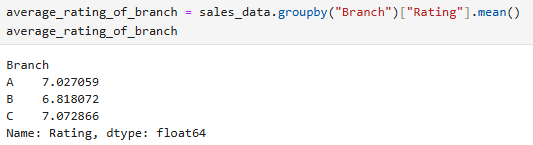 average_rating_of_branch = sales_data.groupby("Branch")["Rating"].mean()
average_rating_of_branch
Branch
A    7.027059
B    6.818072
C    7.072866
Name: Rating, dtype: float64